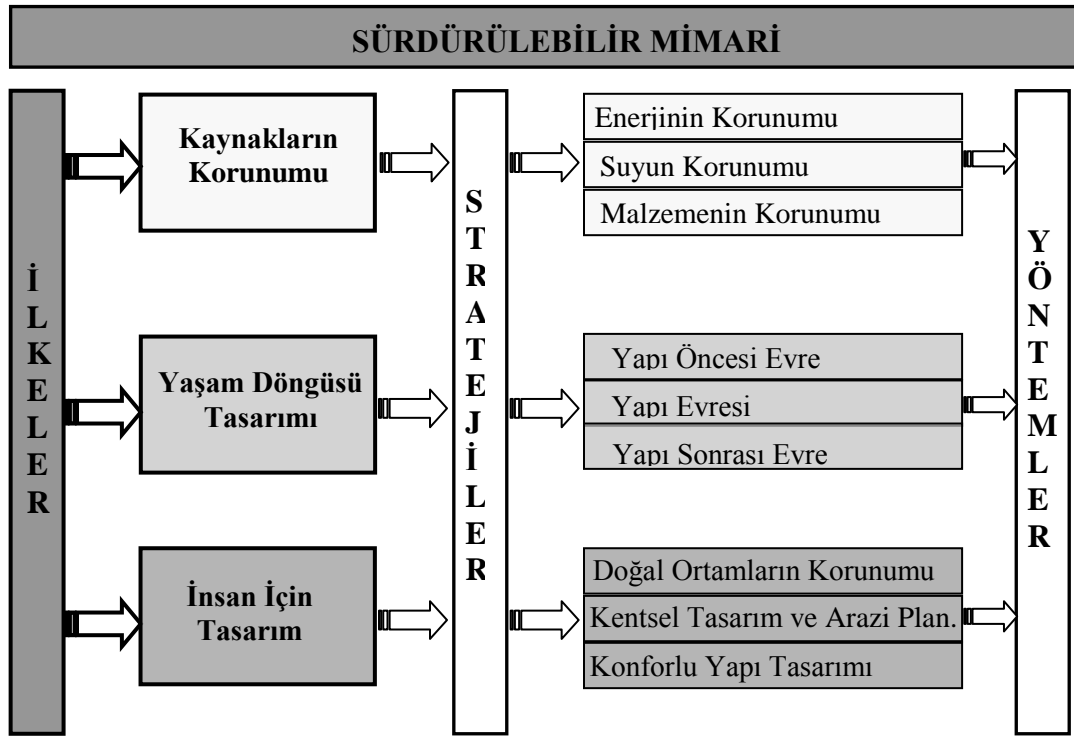 SÜRDÜRÜLEBİLİR MİMARİ
İLKELER
Kaynakların
Korunumu
Yaşam Döngüsü
Tasarımı
İnsan İçin
Tasarım
STRATEJİLER
Enerjinin Korunumu
Suyun Korunumu
Malzemenin Korunumu
Yapı Öncesi Evre
Yapı Evresi
Yapı Sonrası Evre
Doğal Ortamların Korunumu
Kentsel Tasarım ve Arazi Plan.
Konforlu Yapı Tasarımı
YÖNTEMLER